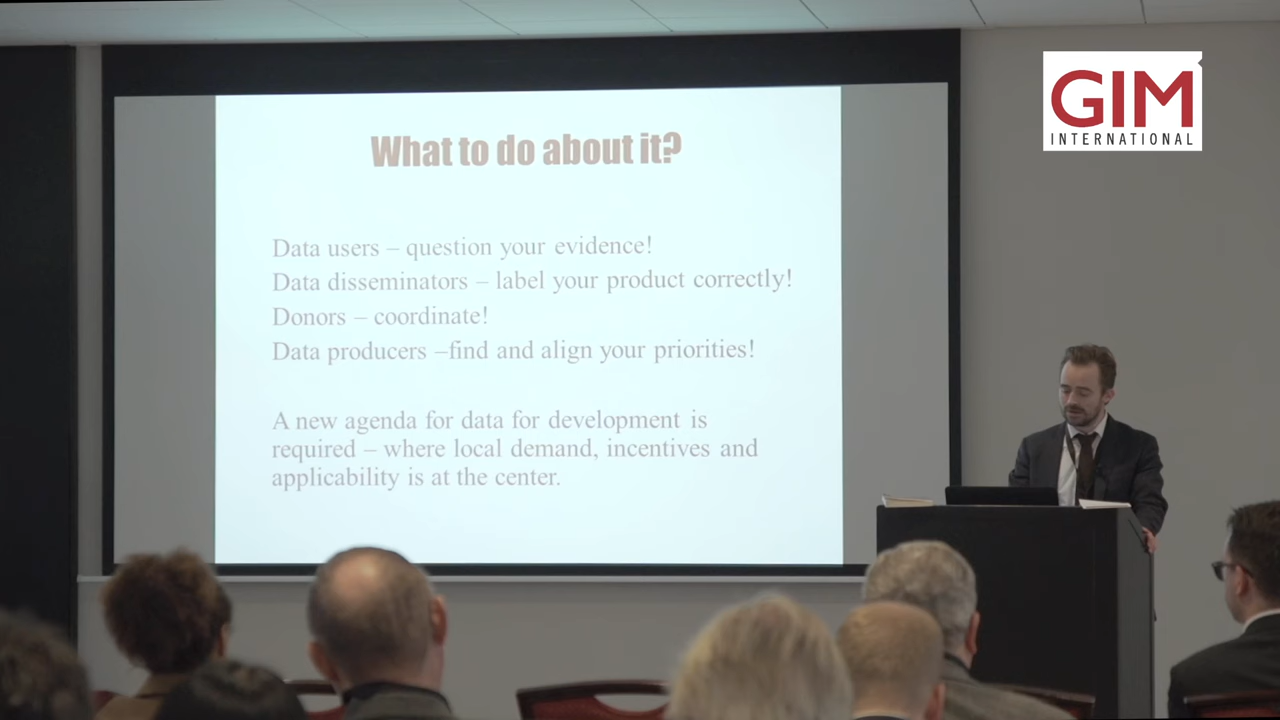 What to do about it?
Data users – question your evidence!
Data disseminators – label your product correctly!
Donors – coordinate!
Data producers –find and align your priorities!
A new agenda for data for development is
required – where local demand, incentives and
applicability is at the center.
GIM
INTERNATIONAL